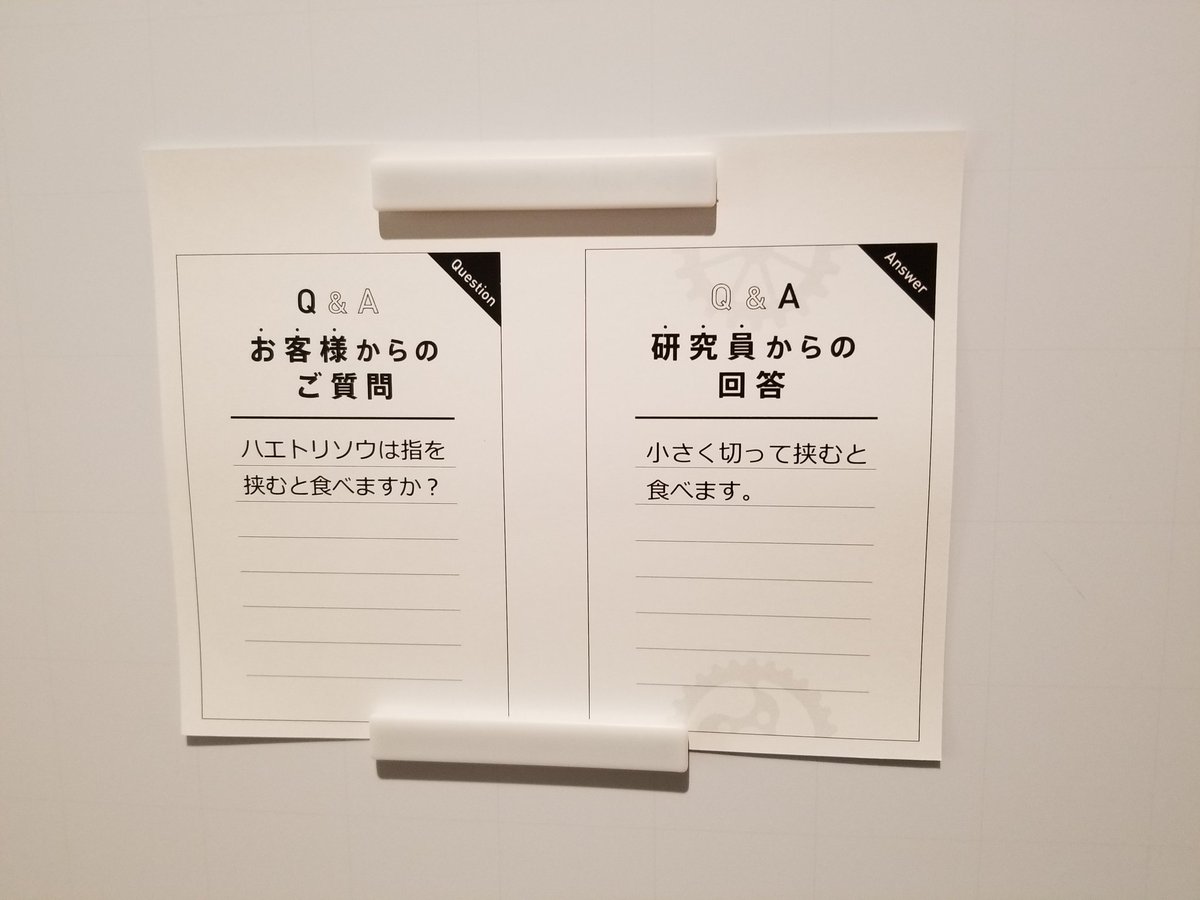 Question
Q & A
お客様からの
ご質問
ハエトリソウは指を
挟むと食べますか？
Answer
Q & A
研究員からの
回答
小さく切って挟むと
食べます。